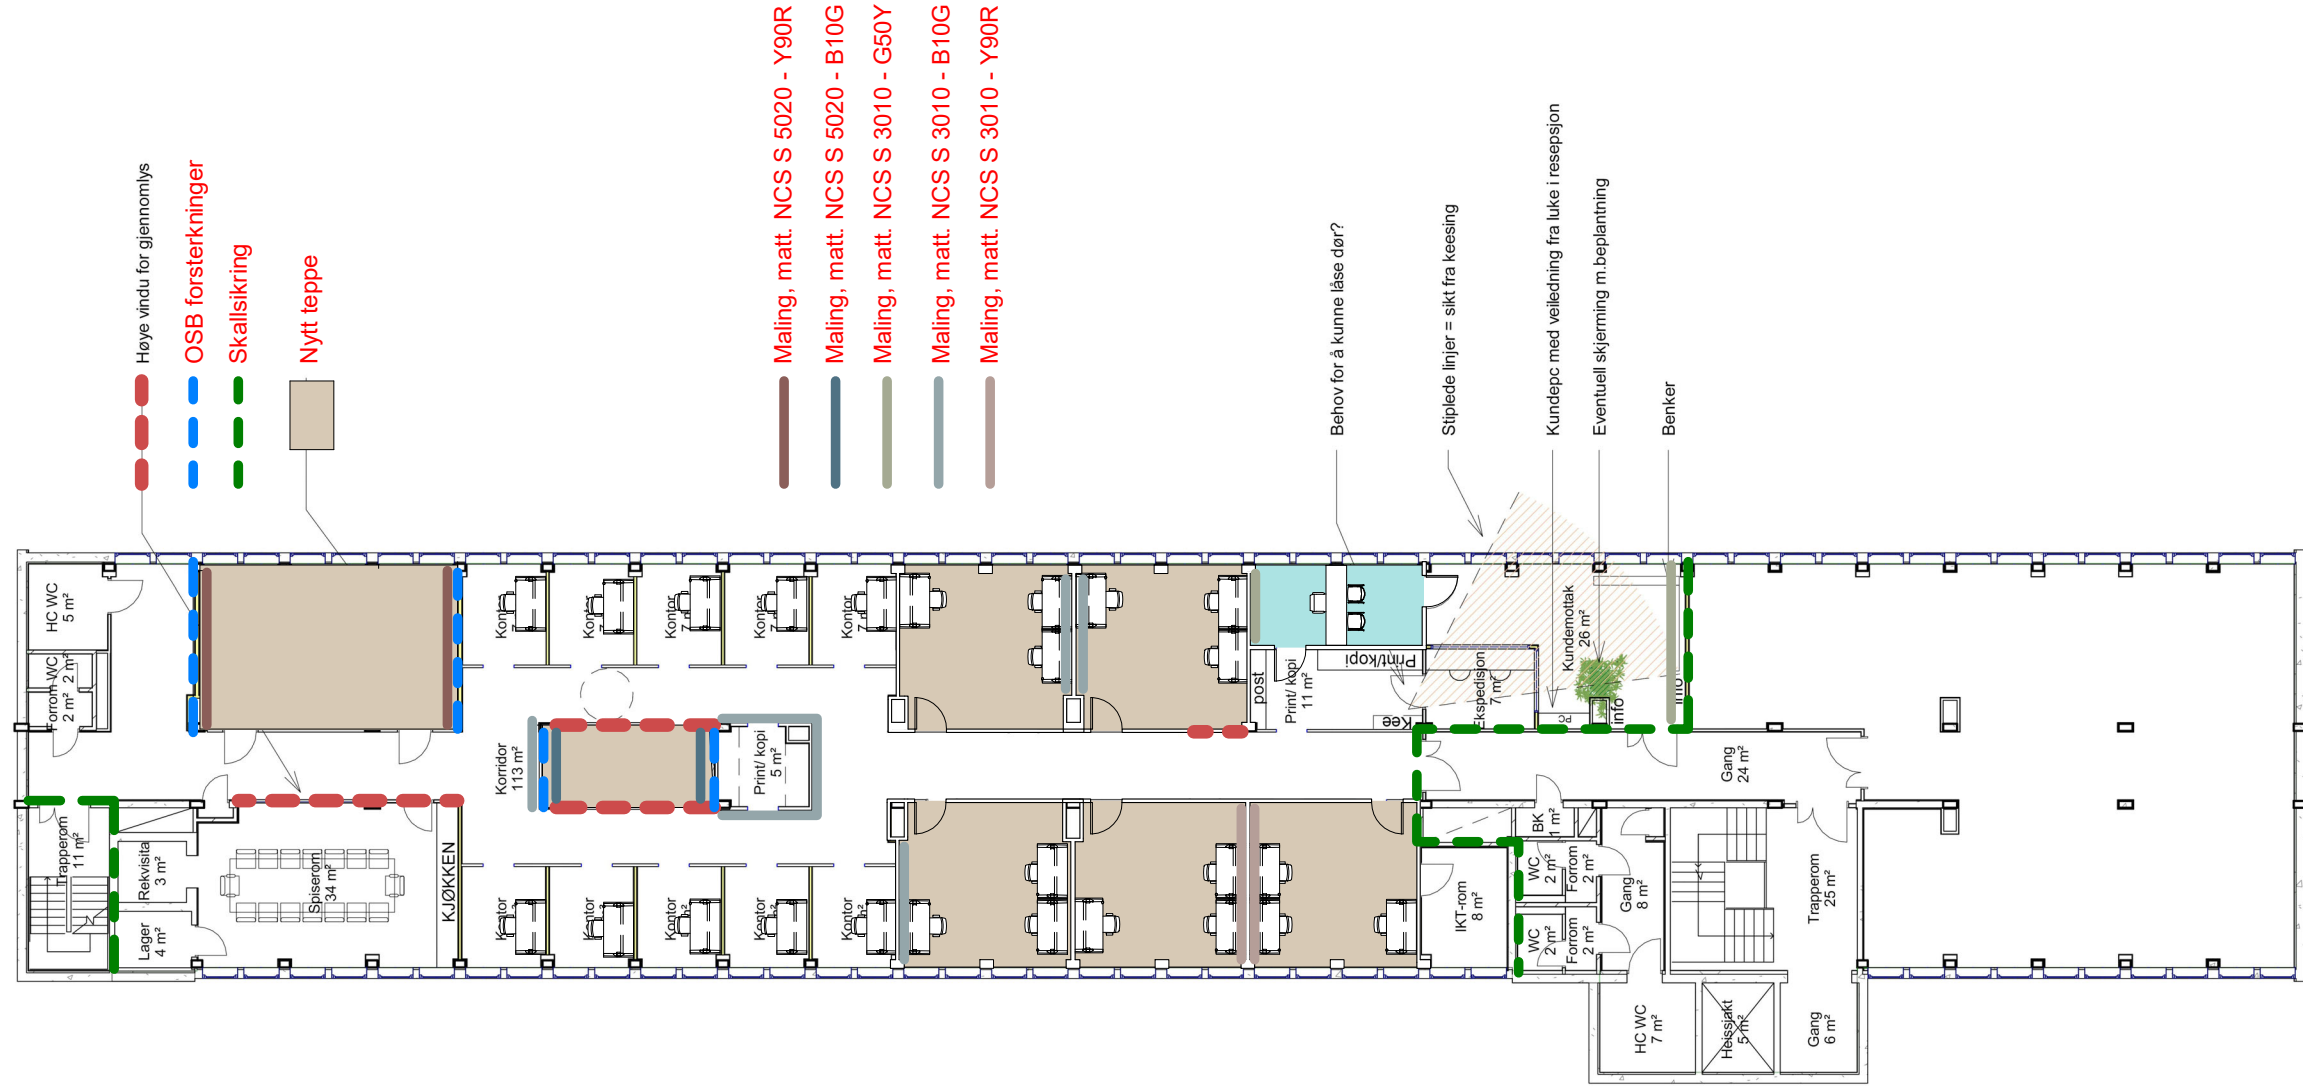 Høye vindu for gjennomlys
OSB forsterkninger
Skallsikring
Nytt teppe
Maling, matt. NCS S 5020 - Y90R
Maling, matt. NCS S 5020 - B10G
Maling, matt. NCS S 3010 - G50Y
Maling, matt. NCS S 3010 - B10G
Maling, matt. NCS S 3010 - Y90R
Behov for å kunne låse dør?
Stiplede linjer = sikt fra keesing
Kundepc med veiledning fra luke i resepsjon
Eventuell skjerming m.beplantning
Benker
HC WC
5 m²
WC
2 m²
Forrom
2 m²
Trapperom
11 m²
Rekvisita
3 m²
Lager
4 m²
Spiserom
34 m²
KJØKKEN
Kontor
7
Kontor
7
Kontor
7
Kontor
7
Kontor
7
Korridor
113 m²
Print/ kopi
5 m²
Kontor
Kontor
Kontor
Kontor
Kontor
post
Print/ kopi
11 m²
Print/kopi
Kee
Ekspedisjon
7 m²
Kundemottak
26 m²
PC
info
info
Gang
24 m²
BK
1 m²
IKT-rom
8 m²
WC
2 m²
Forrom
2 m²
WC
2 m²
Forrom
2 m²
Gang
8 m²
Trapperom
25 m²
HC WC
7 m²
Heissjakt
5 m²
Gang
6 m²